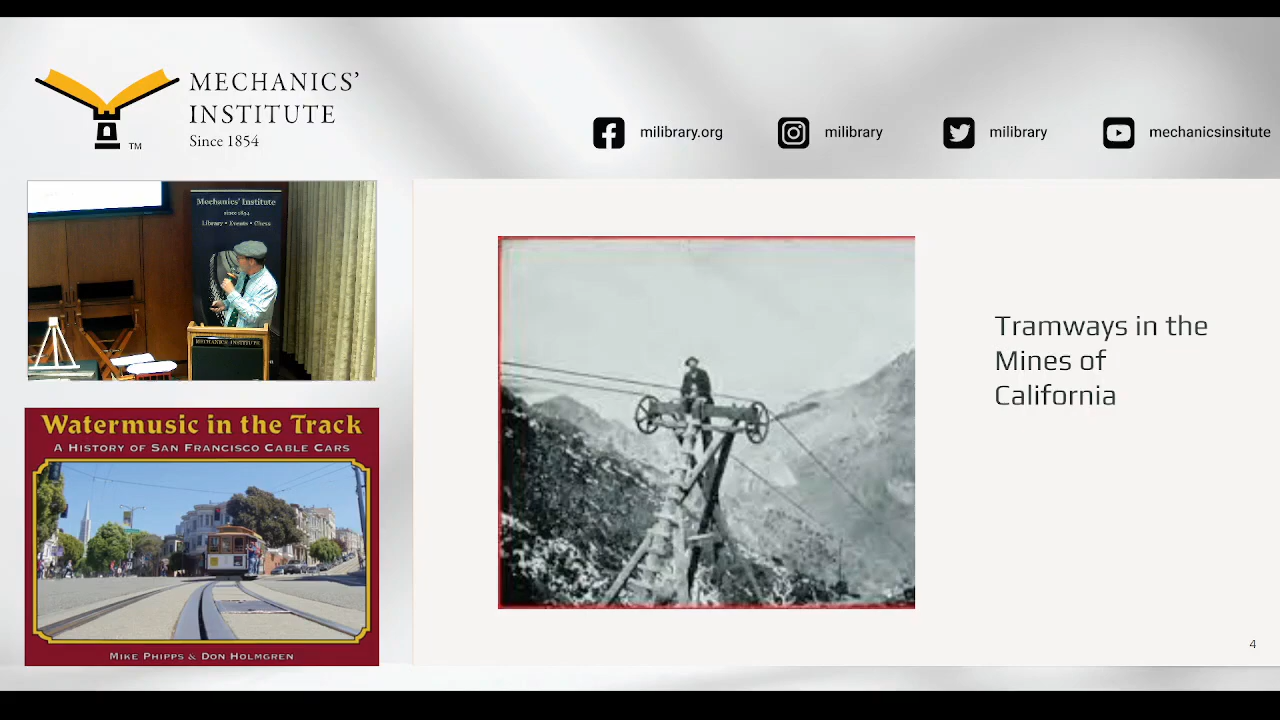 MECHANICS'
INSTITUTE
Since 1854
TM
milibrary.org
milibrary
milibrary
mechanicsinsitute
Mechanics' Institute
since 1854
Library • Events • Chess
MECHANICS' INSTITUTE
Watermusic in the Track
A HISTORY OF SAN FRANCISCO CABLE CARS
MIKE PHIPPS & DON HOLMGREN
Tramways in the
Mines of
California
4